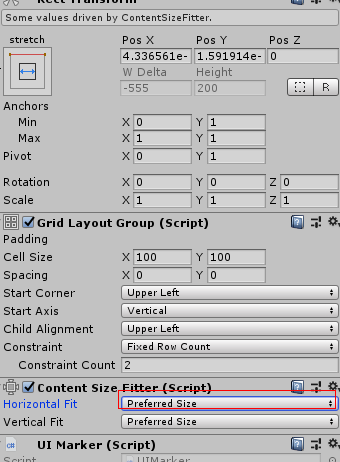 Rect Transform
Some values driven by ContentSizeFitter.
stretch Pos X Pos Y Pos Z
4.336561e- 1.591914e- 0
W Delta Height
-555 200
R
Anchors
Min X 0 Y 1
Max X 1 Y 1
Pivot X 0 Y 1
Rotation X 0 Y 0 Z 0
Scale X 1 Y 1 Z 1
Grid Layout Group (Script)
Padding
Cell Size X 100 Y 100
Spacing X 0 Y 0
Start Corner Upper Left
Start Axis Vertical
Child Alignment Upper Left
Constraint Fixed Row Count
Constraint Count 2
Content Size Fitter (Script)
Horizontal Fit Preferred Size
Vertical Fit Preferred Size
UI Marker (Script)
Script UIMarker